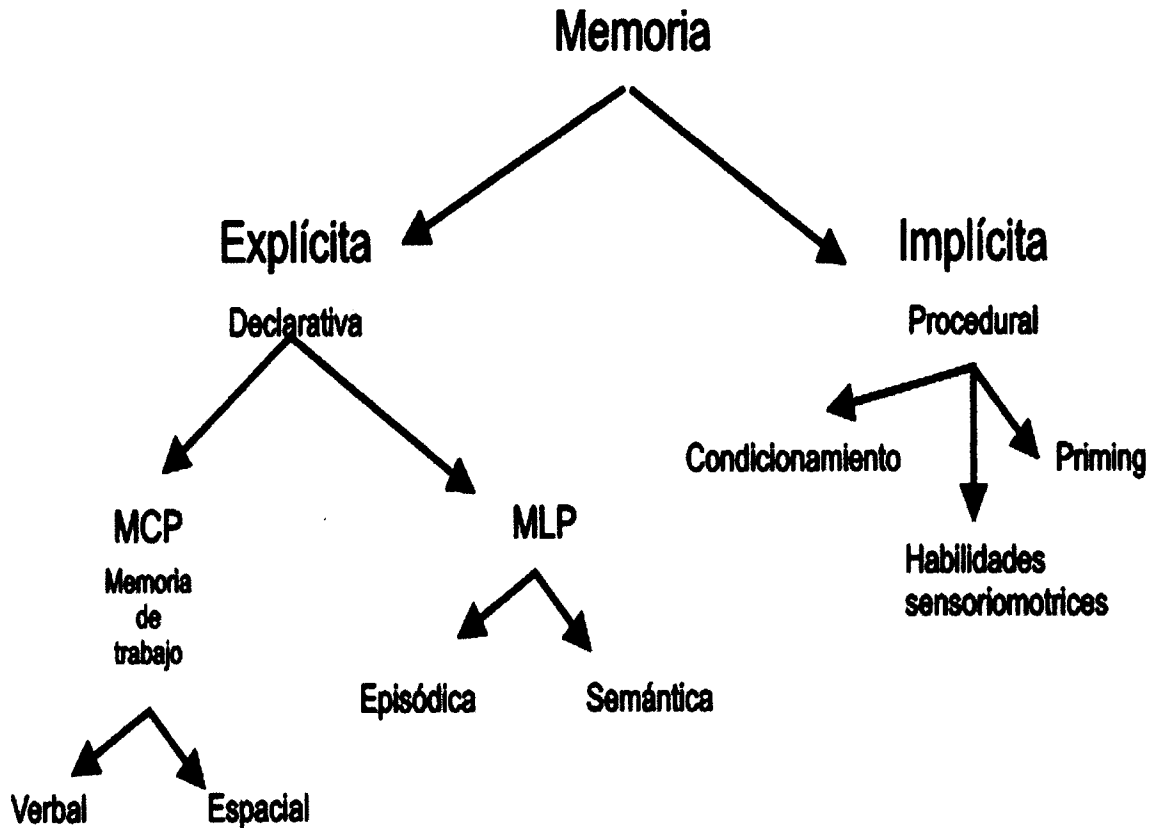 Memoria
Explícita
Implícita
Declarativa
Procedural
Condicionamiento
Priming
MCP
MLP
Memoria
de
trabajo
Habilidades
sensoriomotrices
Episódica
Semántica
Verbal
Espacial